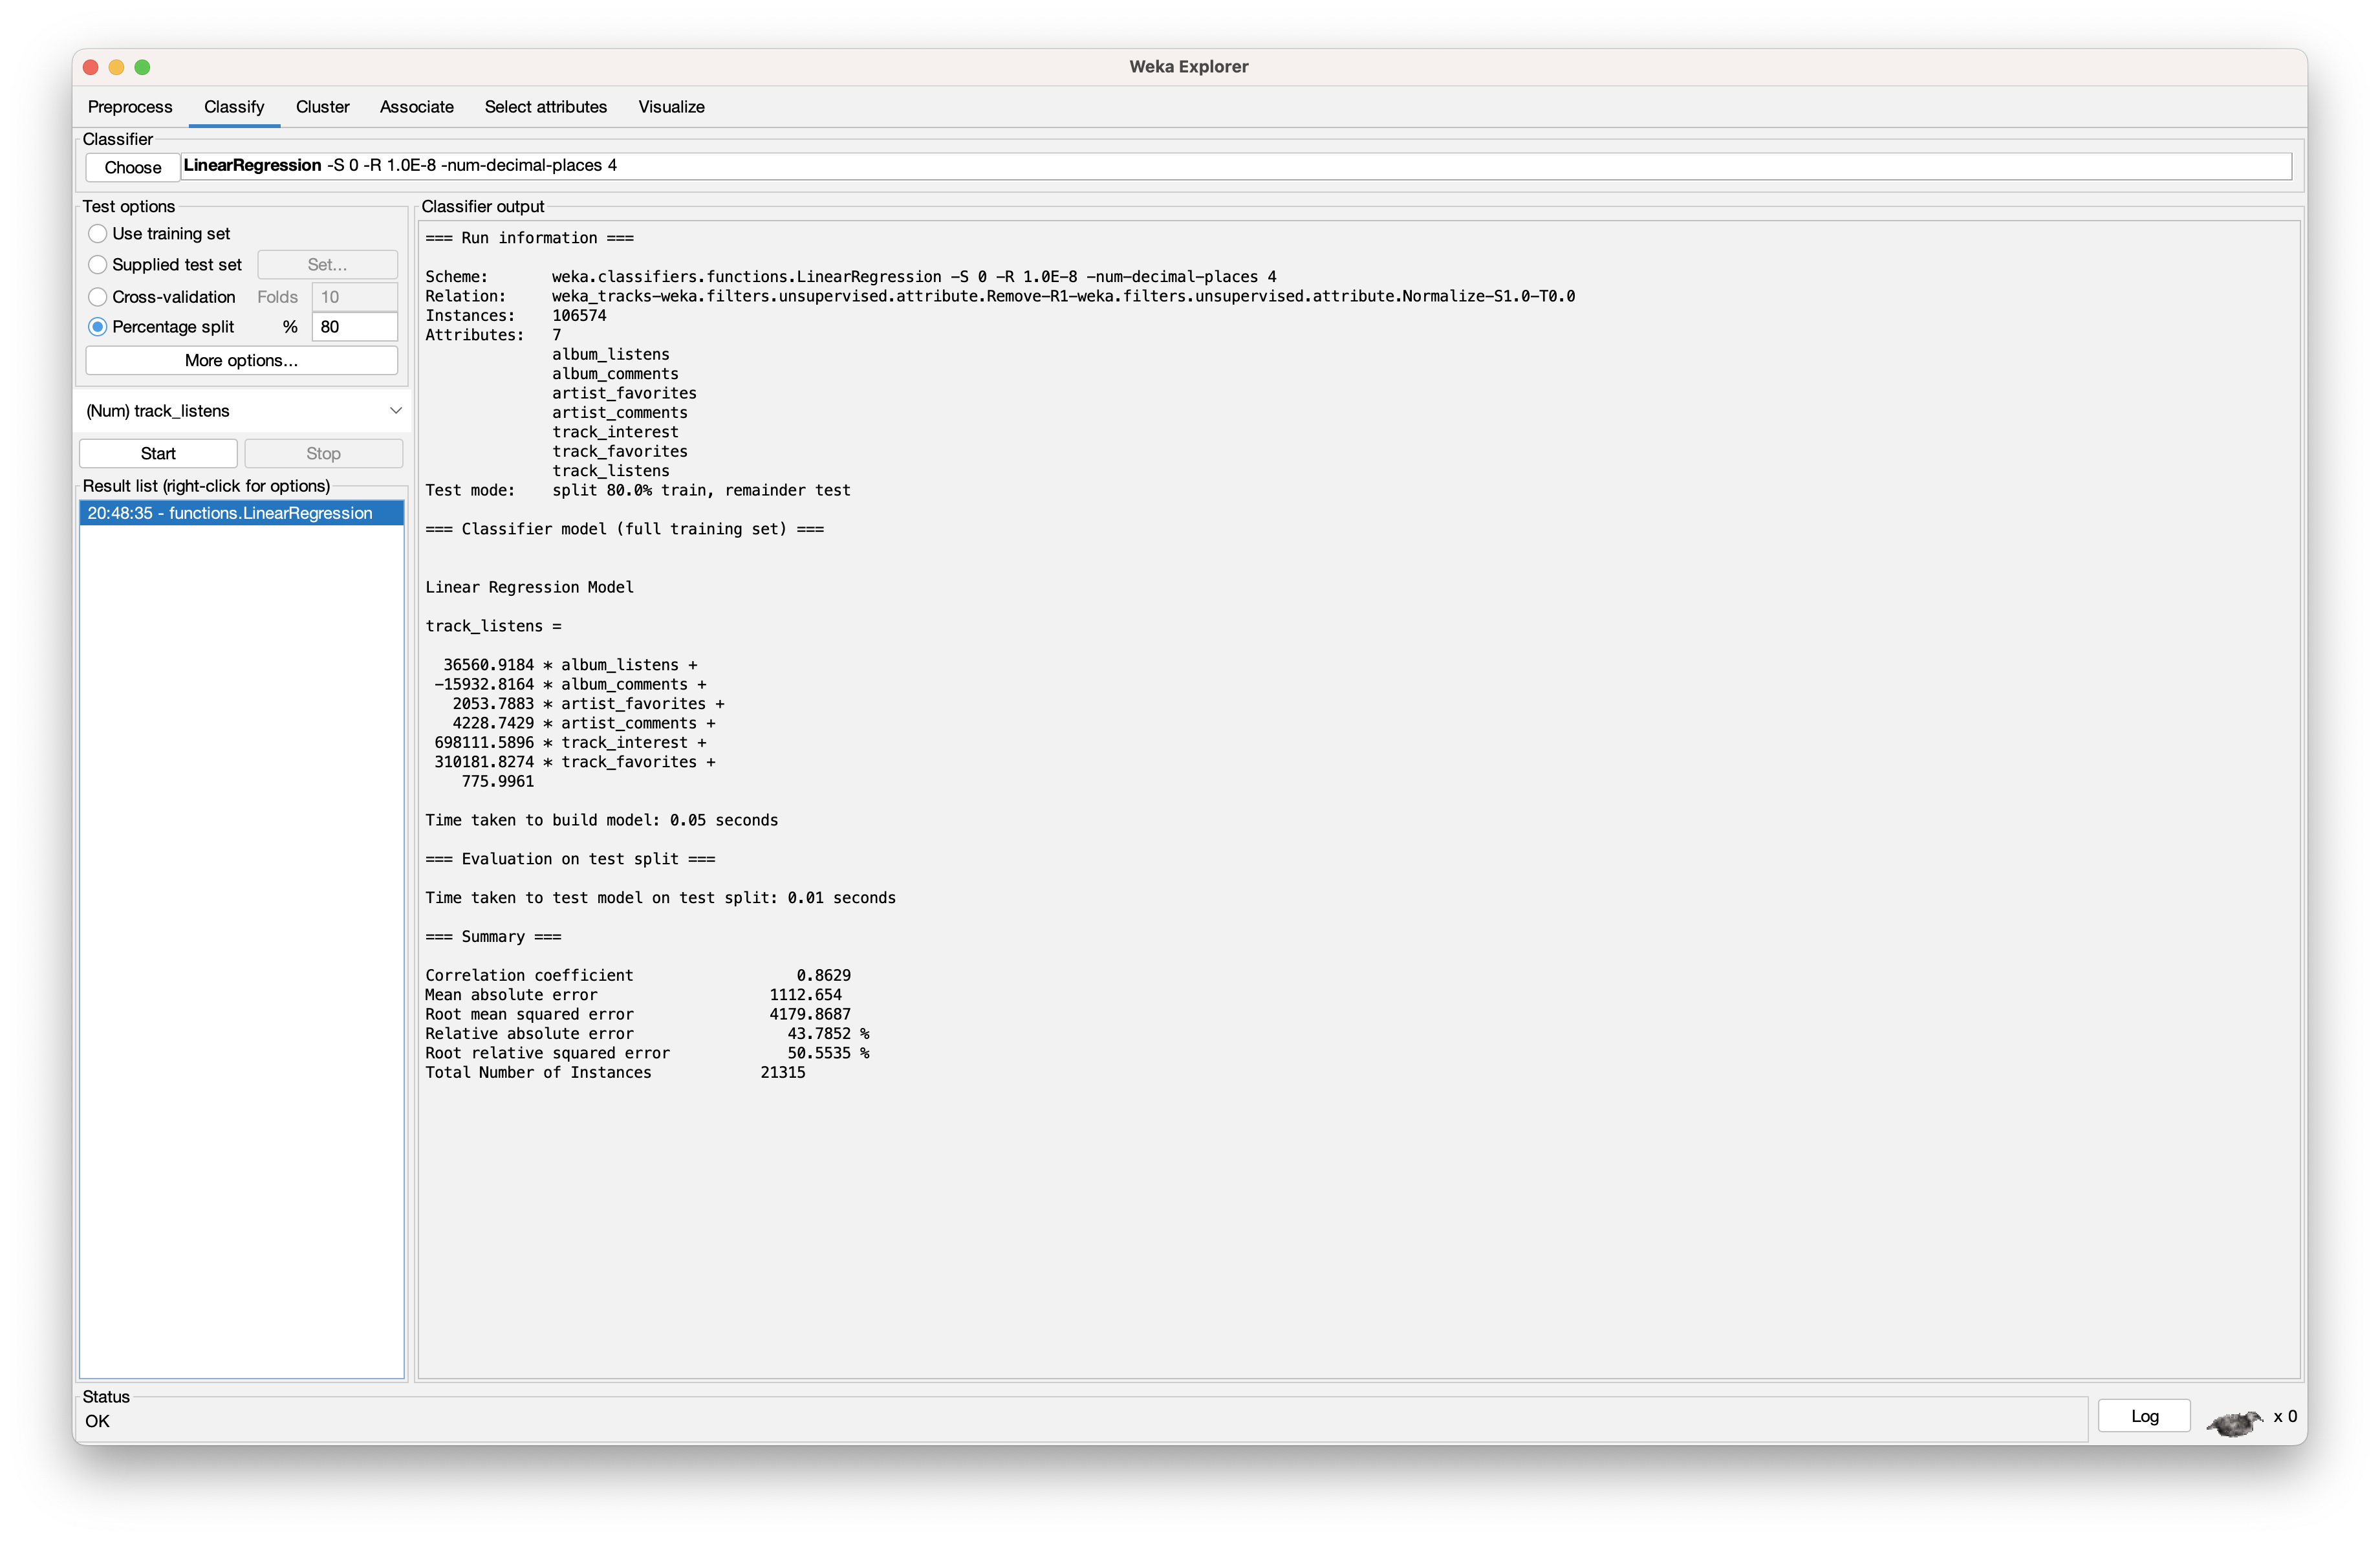 Weka Explorer
Preprocess Classify Cluster Associate Select attributes Visualize
Classifier
Choose LinearRegression -S 0 -R 1.0E-8 -num-decimal-places 4
Test options
Use training set
Supplied test set Set...
Cross-validation Folds 10
Percentage split % 80
More options...
(Num) track_listens
Start Stop
Result list (right-click for options)
20:48:35 - functions.LinearRegression
Classifier output
=== Run information ===
Scheme: weka.classifiers.functions.LinearRegression -S 0 -R 1.0E-8 -num-decimal-places 4
Relation: weka_tracks-weka.filters.unsupervised.attribute.Remove-R1-weka.filters.unsupervised.attribute.Normalize-S1.0-T0.0
Instances: 106574
Attributes: 7
album_listens
album_comments
artist_favorites
artist_comments
track_interest
track_favorites
track_listens
Test mode: split 80.0% train, remainder test
=== Classifier model (full training set) ===
Linear Regression Model
track_listens =
36560.9184 * album_listens +
-15932.8164 * album_comments +
2053.7883 * artist_favorites +
4228.7429 * artist_comments +
698111.5896 * track_interest +
310181.8274 * track_favorites +
775.9961
Time taken to build model: 0.05 seconds
=== Evaluation on test split ===
Time taken to test model on test split: 0.01 seconds
=== Summary ===
Correlation coefficient 0.8629
Mean absolute error 1112.654
Root mean squared error 4179.8687
Relative absolute error 43.7852 %
Root relative squared error 50.5535 %
Total Number of Instances 21315
Status
OK
Log x 0